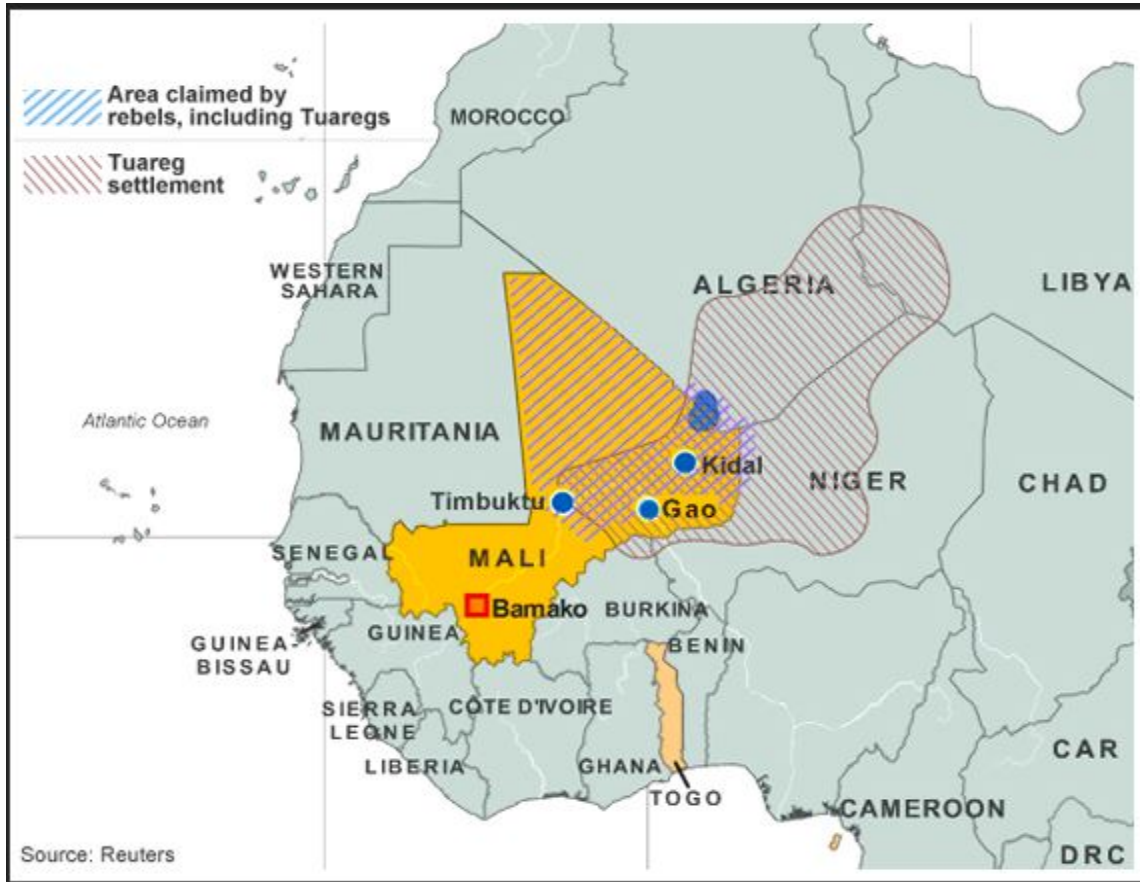 Area claimed by
rebels, including Tuaregs
Tuareg
settlement
MOROCCO
WESTERN
SAHARA
ALGERIA
LIBYA
Atlantic Ocean
MAURITANIA
Kidal
NIGER
CHAD
Timbuktu
Gao
SENEGAL
MALI
Bamako
BURKINA
GUINEA
BISSAU
GUINEA
BENIN
SIERRA
LEONE
CÔTE D'IVOIRE
LIBERIA
GHANA
TOGO
CAR
CAMEROON
DRC
Source: Reuters